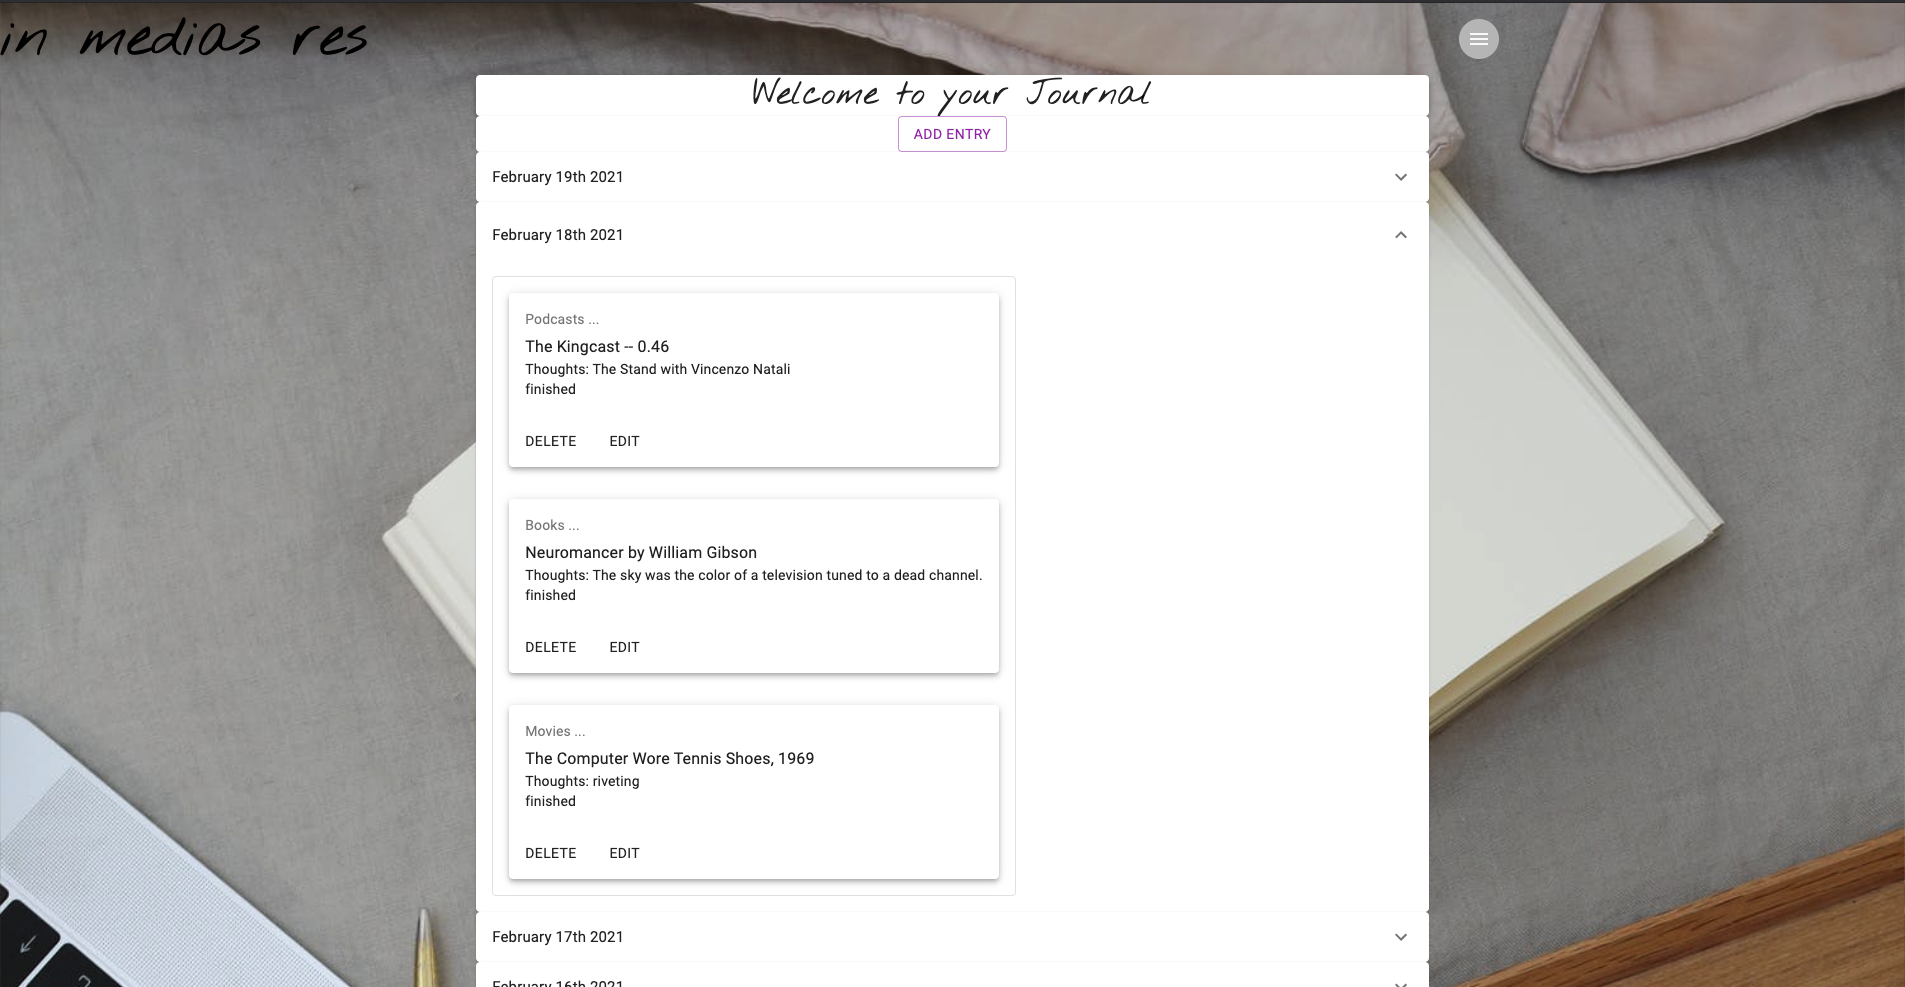 in medias res
Welcome to your Journal
ADD ENTRY
February 19th 2021
February 18th 2021
Podcasts ...
The Kingcast -- 0.46
Thoughts: The Stand with Vincenzo Natali
finished
DELETE EDIT
Books ...
Neuromancer by William Gibson
Thoughts: The sky was the color of a television tuned to a dead channel.
finished
DELETE EDIT
Movies ...
The Computer Wore Tennis Shoes, 1969
Thoughts: riveting
finished
DELETE EDIT
February 17th 2021
February 16th 2021